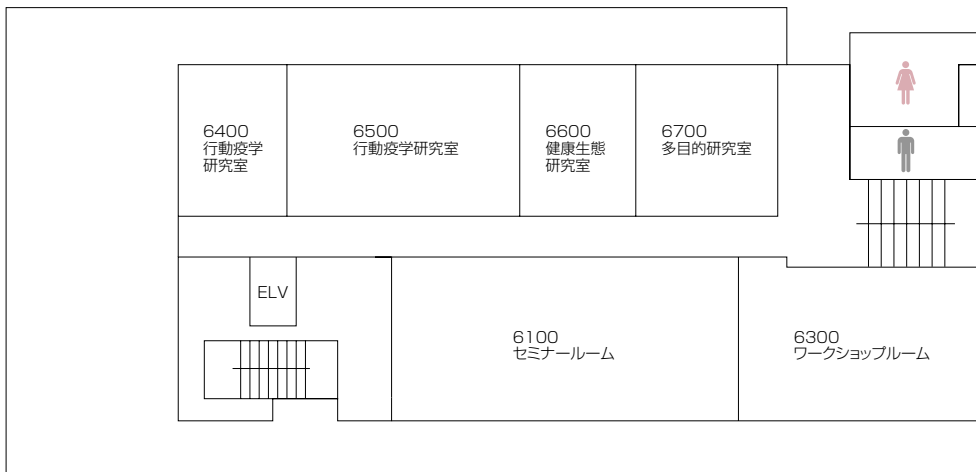 6400
行動疫学
研究室
6500
行動疫学研究室
6600
健康生態
研究室
6700
多目的研究室
ELV
6100
セミナールーム
6300
ワークショップルーム